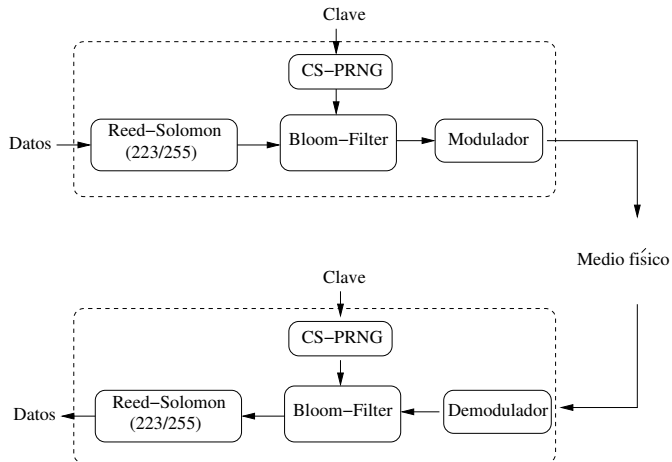 Clave
CS−PRNG
Datos
Reed−Solomon
(223/255)
Bloom−Filter
Modulador
Medio físico
Clave
CS−PRNG
Datos
Reed−Solomon
(223/255)
Bloom−Filter
Demodulador